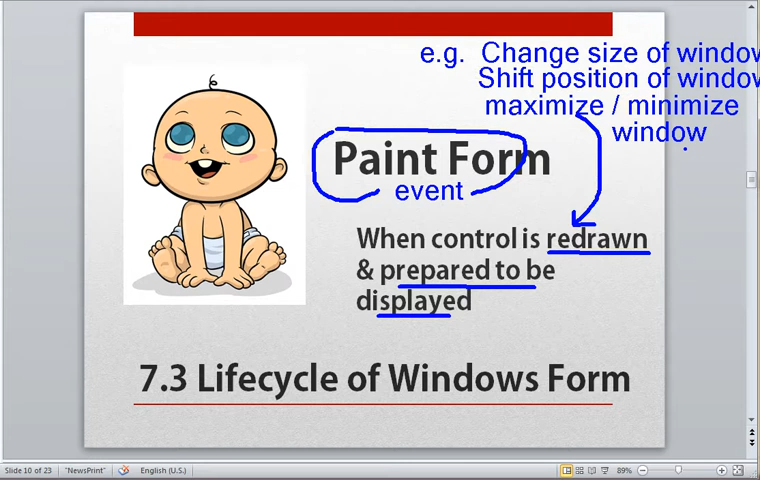 e.g. Change size of window
Shift position of window
maximize / minimize
window
Paint Form
event
When control is redrawn
& prepared to be
displayed
7.3 Lifecycle of Windows Form
Slide 10 of 23
"NewsPrint"
English (U.S.)
89%